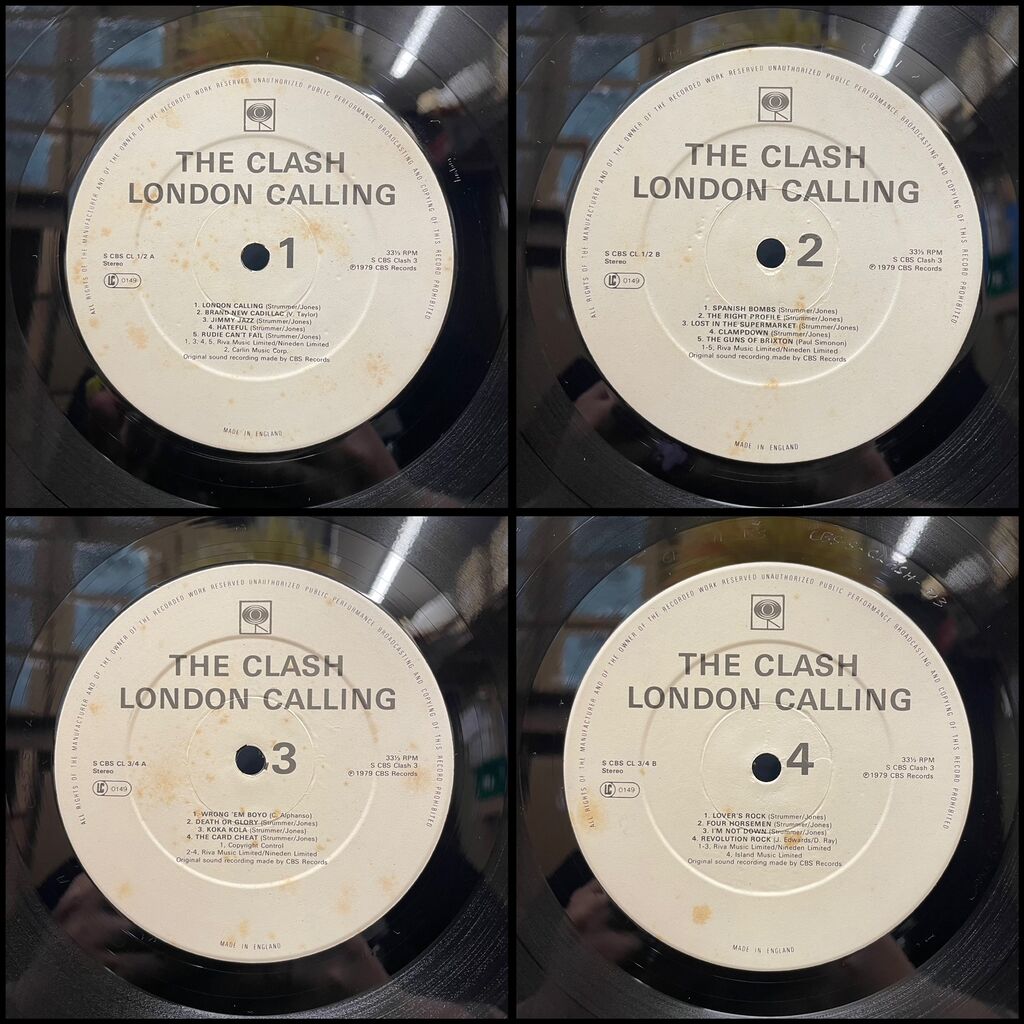 ALL RIGHTS OF THE MANUFACTURER AND OF THE OWNER OF THE RECORDED WORK RESERVED UNAUTHORIZED PUBLIC PERFORMANCE BROADCASTING AND COPYING OF THIS RECORD PROHIBITED
THE CLASH
LONDON CALLING
1
S CBS CL 1/2 A
Stereo
LC 0149
33⅓ RPM
S CBS Clash 3
℗1979 CBS Records
1. LONDON CALLING (Strummer/Jones)
2. BRAND NEW CADILLAC (V. Taylor)
3. JIMMY JAZZ (Strummer/Jones)
4. HATEFUL (Strummer/Jones)
5. RUDIE CAN'T FAIL (Strummer/Jones)
1, 3, 4, 5, Riva Music Limited/Nineden Limited
2, Carlin Music Corp.
Original sound recording made by CBS Records
MADE IN ENGLAND
ALL RIGHTS OF THE MANUFACTURER AND OF THE OWNER OF THE RECORDED WORK RESERVED UNAUTHORIZED PUBLIC PERFORMANCE BROADCASTING AND COPYING OF THIS RECORD PROHIBITED
THE CLASH
LONDON CALLING
2
S CBS CL 1/2 B
Stereo
LC 0149
33⅓ RPM
S CBS Clash 3
℗1979 CBS Records
1. SPANISH BOMBS (Strummer/Jones)
2. THE RIGHT PROFILE (Strummer/Jones)
3. LOST IN THE SUPERMARKET (Strummer/Jones)
4. CLAMPDOWN (Strummer/Jones)
5. THE GUNS OF BRIXTON (Paul Simonon)
1-5, Riva Music Limited/Nineden Limited
Original sound recording made by CBS Records
MADE IN ENGLAND
ALL RIGHTS OF THE MANUFACTURER AND OF THE OWNER OF THE RECORDED WORK RESERVED UNAUTHORIZED PUBLIC PERFORMANCE BROADCASTING AND COPYING OF THIS RECORD PROHIBITED
THE CLASH
LONDON CALLING
3
S CBS CL 3/4 A
Stereo
LC 0149
33⅓ RPM
S CBS Clash 3
℗1979 CBS Records
1. WRONG 'EM BOYO (C. Alphanso)
2. DEATH OR GLORY (Strummer/Jones)
3. KOKA KOLA (Strummer/Jones)
4. THE CARD CHEAT (Strummer/Jones)
1, Copyright Control
2-4, Riva Music Limited/Nineden Limited
Original sound recording made by CBS Records
MADE IN ENGLAND
ALL RIGHTS OF THE MANUFACTURER AND OF THE OWNER OF THE RECORDED WORK RESERVED UNAUTHORIZED PUBLIC PERFORMANCE BROADCASTING AND COPYING OF THIS RECORD PROHIBITED
THE CLASH
LONDON CALLING
4
S CBS CL 3/4 B
Stereo
LC 0149
33⅓ RPM
S CBS Clash 3
℗1979 CBS Records
1. LOVER'S ROCK (Strummer/Jones)
2. FOUR HORSEMEN (Strummer/Jones)
3. I'M NOT DOWN (Strummer/Jones)
4. REVOLUTION ROCK (J. Edwards/D. Ray)
1-3, Riva Music Limited/Nineden Limited
4, Island Music Limited
Original sound recording made by CBS Records
MADE IN ENGLAND